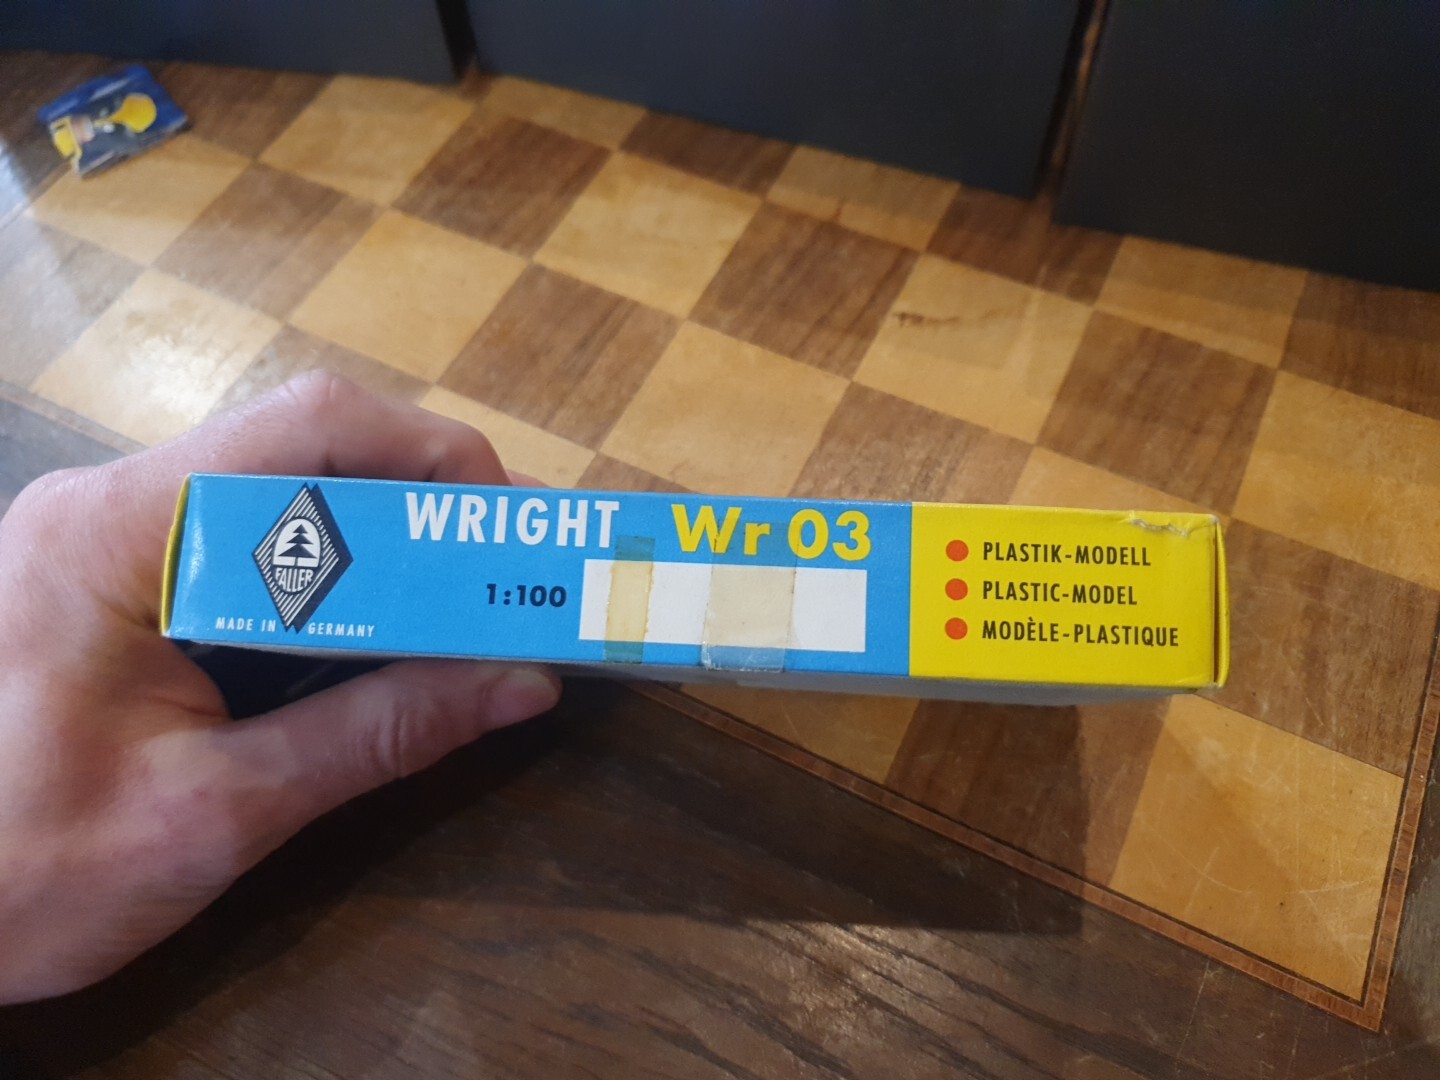 FALLER
MADE IN GERMANY
WRIGHT Wr 03
1:100
PLASTIK-MODELL
PLASTIC-MODEL
MODÈLE-PLASTIQUE